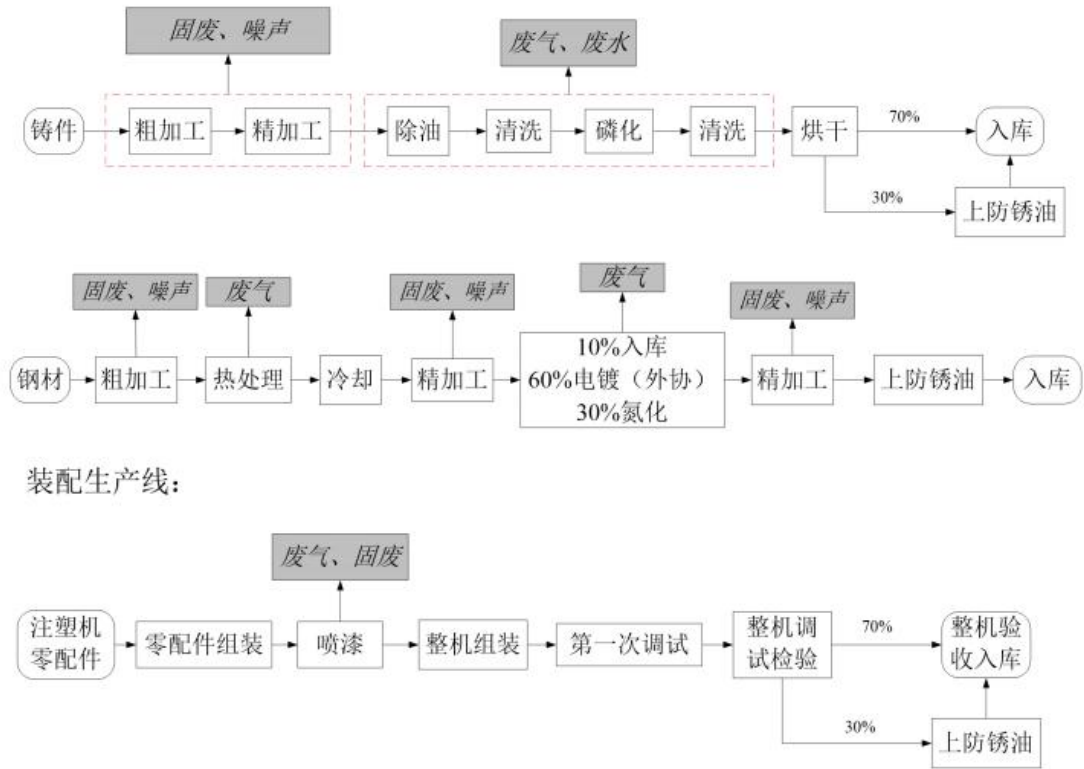 固废、噪声
废气、废水
铸件
粗加工
精加工
除油
清洗
磷化
清洗
烘干
70%
入库
30%
上防锈油
固废、噪声
废气
固废、噪声
废气
固废、噪声
钢材
粗加工
热处理
冷却
精加工
10%入库
60%电镀（外协）
30%氮化
精加工
上防锈油
入库
装配生产线：
废气、固废
注塑机
零配件
零配件组装
喷漆
整机组装
第一次调试
整机调
试检验
70%
整机验
收入库
30%
上防锈油